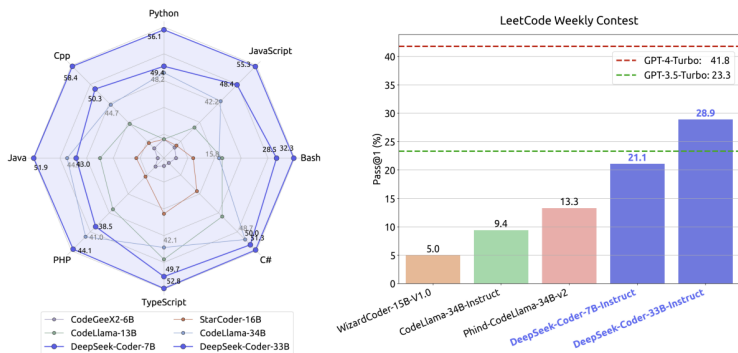 Python
56.1
Cpp
58.4
JavaScript
55.3
49.4
48.2
50.3
48.4
44.7
42.2
Java
51.9
43.0
15.8
28.5
32.3
Bash
38.5
41.0
44.1
PHP
42.1
49.7
52.8
TypeScript
48.7
50.0
51.3
C#
CodeGeeX2-6B
StarCoder-16B
CodeLlama-13B
CodeLlama-34B
DeepSeek-Coder-7B
DeepSeek-Coder-33B
LeetCode Weekly Contest
GPT-4-Turbo: 41.8
GPT-3.5-Turbo: 23.3
Pass@1 (%)
40
35
30
25
20
15
10
5
0
5.0
9.4
13.3
21.1
28.9
WizardCoder-15B-V1.0
CodeLlama-34B-Instruct
Phind-CodeLlama-34B-v2
DeepSeek-Coder-7B-Instruct
DeepSeek-Coder-33B-Instruct